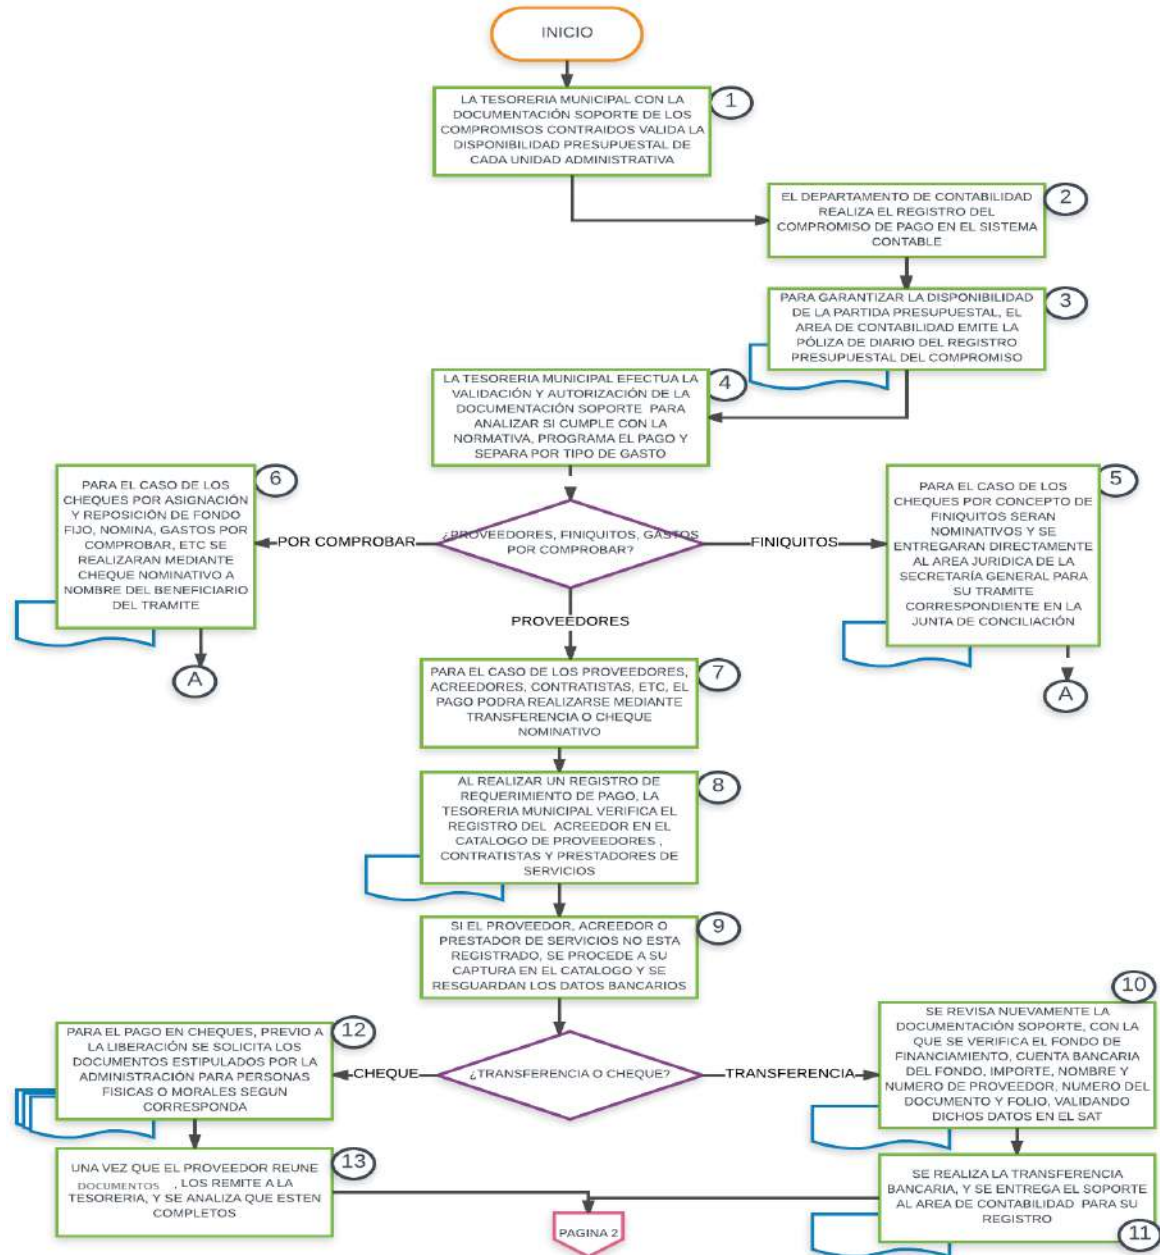 INICIO
1
LA TESORERIA MUNICIPAL CON LA
DOCUMENTACIÓN SOPORTE DE LOS
COMPROMISOS CONTRAIDOS VALIDA LA
DISPONIBILIDAD PRESUPUESTAL DE
CADA UNIDAD ADMINISTRATIVA
2
EL DEPARTAMENTO DE CONTABILIDAD
REALIZA EL REGISTRO DEL
COMPROMISO DE PAGO EN EL SISTEMA
CONTABLE
3
PARA GARANTIZAR LA DISPONIBILIDAD
DE LA PARTIDA PRESUPUESTAL, EL
AREA DE CONTABILIDAD EMITE LA
PÓLIZA DE DIARIO DEL REGISTRO
PRESUPUESTAL DEL COMPROMISO
4
LA TESORERIA MUNICIPAL EFECTUA LA
VALIDACIÓN Y AUTORIZACIÓN DE LA
DOCUMENTACIÓN SOPORTE PARA
ANALIZAR SI CUMPLE CON LA
NORMATIVA, PROGRAMA EL PAGO Y
SEPARA POR TIPO DE GASTO
¿PROVEEDORES, FINIQUITOS, GASTOS
POR COMPROBAR?
POR COMPROBAR
FINIQUITOS
PROVEEDORES
6
PARA EL CASO DE LOS
CHEQUES POR ASIGNACIÓN
Y REPOSICIÓN DE FONDO
FIJO, NOMINA, GASTOS POR
COMPROBAR, ETC SE
REALIZARAN MEDIANTE
CHEQUE NOMINATIVO A
NOMBRE DEL BENEFICIARIO
DEL TRAMITE
A
5
PARA EL CASO DE LOS
CHEQUES POR CONCEPTO DE
FINIQUITOS SERAN
NOMINATIVOS Y SE
ENTREGARAN DIRECTAMENTE
AL AREA JURIDICA DE LA
SECRETARÍA GENERAL PARA
SU TRAMITE
CORRESPONDIENTE EN LA
JUNTA DE CONCILIACIÓN
A
7
PARA EL CASO DE LOS PROVEEDORES,
ACREEDORES, CONTRATISTAS, ETC, EL
PAGO PODRA REALIZARSE MEDIANTE
TRANSFERENCIA O CHEQUE
NOMINATIVO
8
AL REALIZAR UN REGISTRO DE
REQUERIMIENTO DE PAGO, LA
TESORERIA MUNICIPAL VERIFICA EL
REGISTRO DEL ACREEDOR EN EL
CATALOGO DE PROVEEDORES ,
CONTRATISTAS Y PRESTADORES DE
SERVICIOS
9
SI EL PROVEEDOR, ACREEDOR O
PRESTADOR DE SERVICIOS NO ESTA
REGISTRADO, SE PROCEDE A SU
CAPTURA EN EL CATALOGO Y SE
RESGUARDAN LOS DATOS BANCARIOS
¿TRANSFERENCIA O CHEQUE?
CHEQUE
TRANSFERENCIA
12
PARA EL PAGO EN CHEQUES, PREVIO A
LA LIBERACIÓN SE SOLICITA LOS
DOCUMENTOS ESTIPULADOS POR LA
ADMINISTRACIÓN PARA PERSONAS
FISICAS O MORALES SEGUN
CORRESPONDA
10
SE REVISA NUEVAMENTE LA
DOCUMENTACIÓN SOPORTE, CON LA
QUE SE VERIFICA EL FONDO DE
FINANCIAMIENTO, CUENTA BANCARIA
DEL FONDO, IMPORTE, NOMBRE Y
NUMERO DE PROVEEDOR, NUMERO DEL
DOCUMENTO Y FOLIO, VALIDANDO
DICHOS DATOS EN EL SAT
13
UNA VEZ QUE EL PROVEEDOR REUNE
DOCUMENTOS , LOS REMITE A LA
TESORERIA, Y SE ANALIZA QUE ESTEN
COMPLETOS
SE REALIZA LA TRANSFERENCIA
BANCARIA, Y SE ENTREGA EL SOPORTE
AL AREA DE CONTABILIDAD PARA SU
REGISTRO
11
PAGINA 2